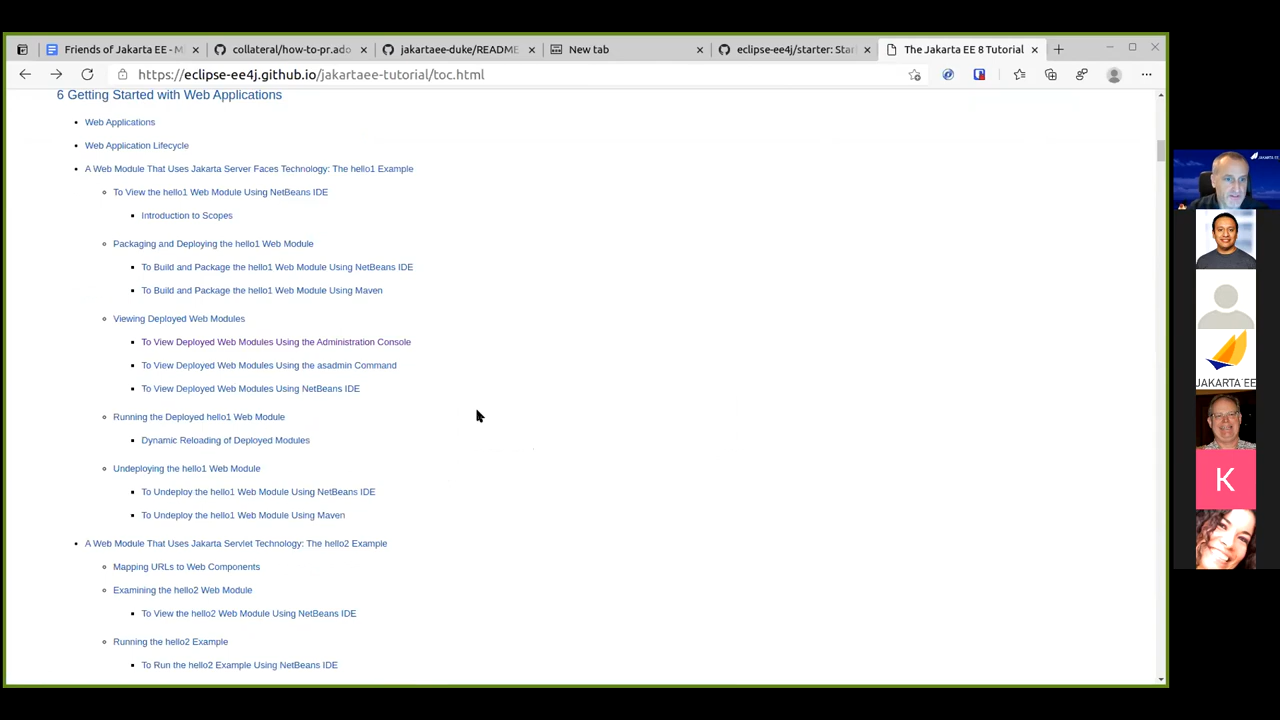 Friends of Jakarta EE - M
collateral/how-to-pr.ado
jakartaee-duke/README
New tab
eclipse-ee4j/starter: Star
The Jakarta EE 8 Tutorial
https://eclipse-ee4j.github.io/jakartaee-tutorial/toc.html
6 Getting Started with Web Applications
Web Applications
Web Application Lifecycle
A Web Module That Uses Jakarta Server Faces Technology: The hello1 Example
To View the hello1 Web Module Using NetBeans IDE
Introduction to Scopes
Packaging and Deploying the hello1 Web Module
To Build and Package the hello1 Web Module Using NetBeans IDE
To Build and Package the hello1 Web Module Using Maven
Viewing Deployed Web Modules
To View Deployed Web Modules Using the Administration Console
To View Deployed Web Modules Using the asadmin Command
To View Deployed Web Modules Using NetBeans IDE
Running the Deployed hello1 Web Module
Dynamic Reloading of Deployed Modules
Undeploying the hello1 Web Module
To Undeploy the hello1 Web Module Using NetBeans IDE
To Undeploy the hello1 Web Module Using Maven
A Web Module That Uses Jakarta Servlet Technology: The hello2 Example
Mapping URLs to Web Components
Examining the hello2 Web Module
To View the hello2 Web Module Using NetBeans IDE
Running the hello2 Example
To Run the hello2 Example Using NetBeans IDE
JAKARTA EE
JAKARTA EE
K